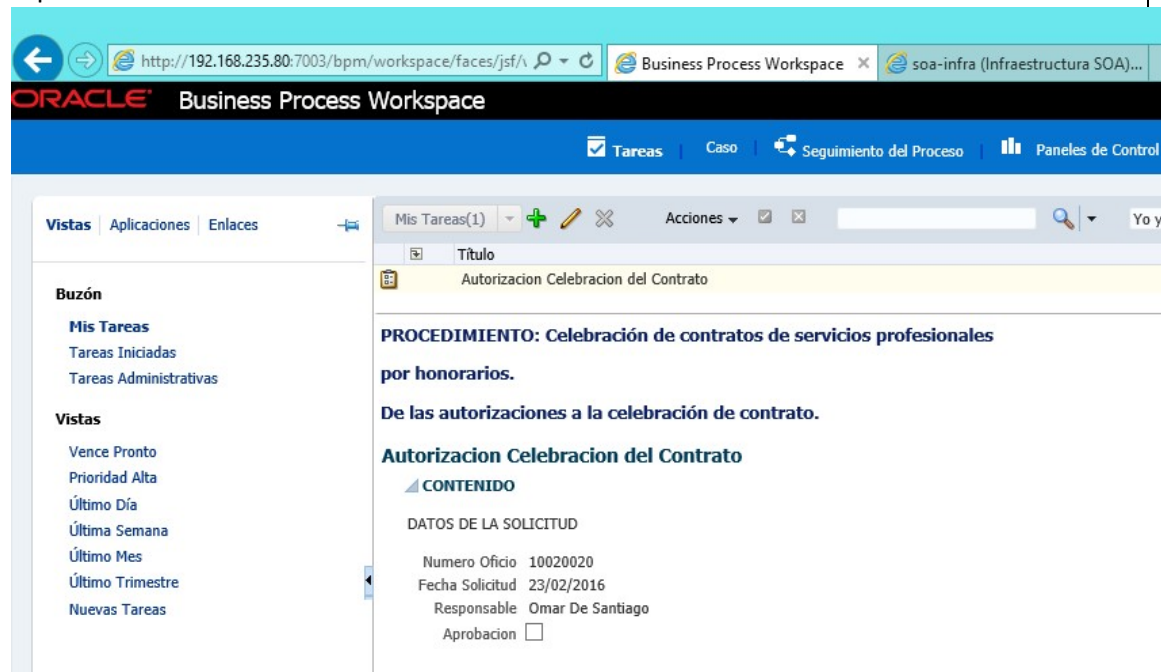 http://192.168.235.80:7003/bpm/workspace/faces/jsf/
Business Process Workspace
soa-infra (Infraestructura SOA)...
ORACLE Business Process Workspace
Tareas | Caso | Seguimiento del Proceso | Paneles de Control
Vistas | Aplicaciones | Enlaces
Mis Tareas(1) Acciones Yo y
Título
Autorizacion Celebracion del Contrato
Buzón
Mis Tareas
Tareas Iniciadas
Tareas Administrativas
Vistas
Vence Pronto
Prioridad Alta
Último Día
Última Semana
Último Mes
Último Trimestre
Nuevas Tareas
PROCEDIMIENTO: Celebración de contratos de servicios profesionales
por honorarios.
De las autorizaciones a la celebración de contrato.
Autorizacion Celebracion del Contrato
CONTENIDO
DATOS DE LA SOLICITUD
Numero Oficio 10020020
Fecha Solicitud 23/02/2016
Responsable Omar De Santiago
Aprobacion